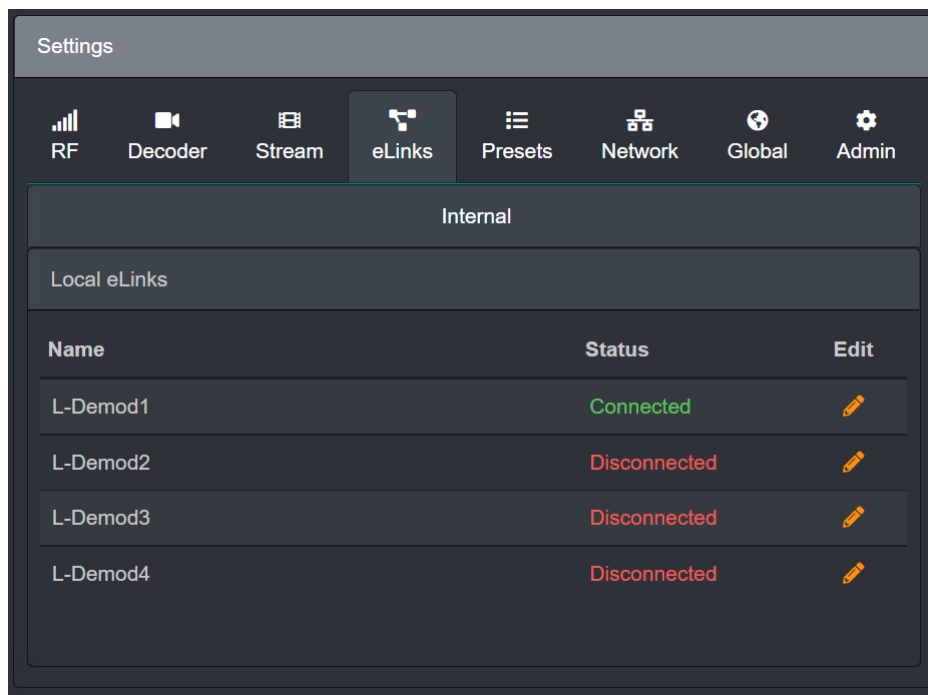 Settings
RF Decoder Stream eLinks Presets Network Global Admin
Internal
Local eLinks
Name Status Edit
L-Demod1 Connected
L-Demod2 Disconnected
L-Demod3 Disconnected
L-Demod4 Disconnected